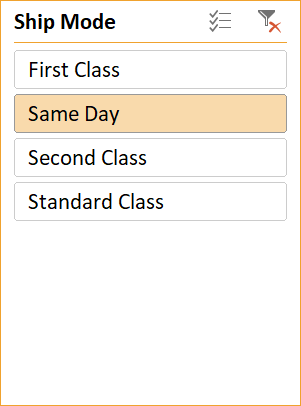 Ship Mode
First Class
Same Day
Second Class
Standard Class